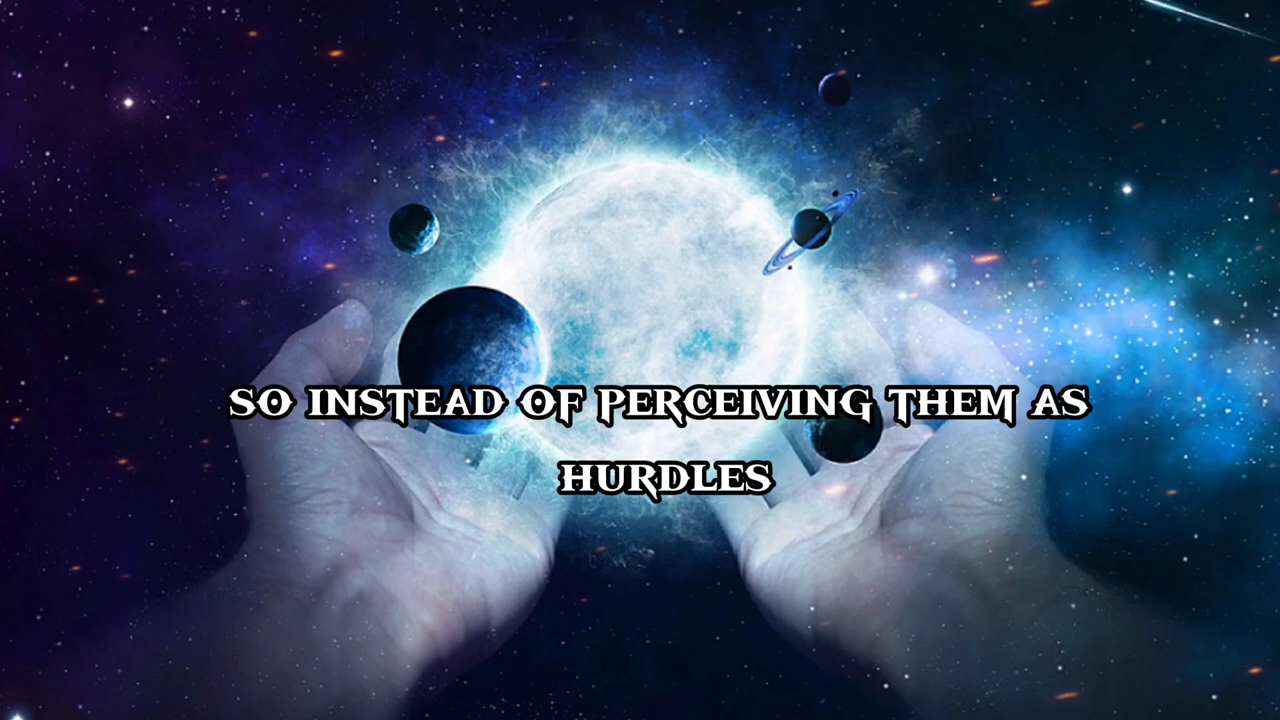 SO INSTEAD OF PERCEIVING THEM AS
HURDLES